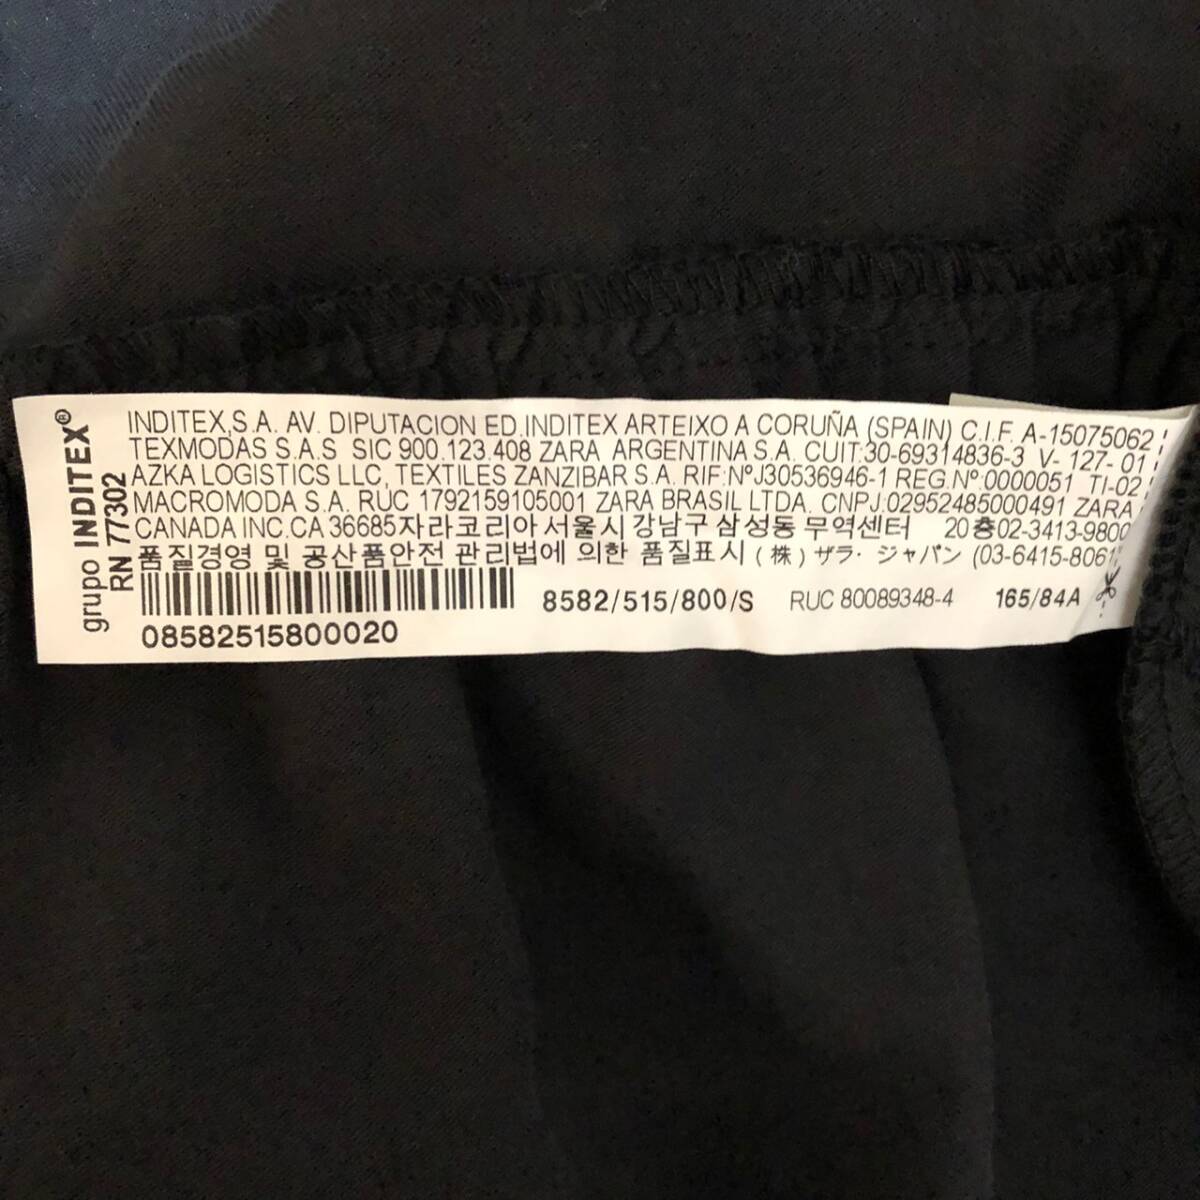 grupo INDITEX®
RN 77302
INDITEX,S.A. AV. DIPUTACION ED.INDITEX ARTEIXO A CORUÑA (SPAIN) C.I.F. A-15075062
TEXMODAS S.A.S SIC 900.123.408 ZARA ARGENTINA S.A. CUIT:30-69314836-3 V-127-01
AZKA LOGISTICS LLC, TEXTILES ZANZIBAR S.A. RIF:NºJ30536946-1 REG.Nº:0000051 TI-02
MACROMODA S.A. RUC 1792159105001 ZARA BRASIL LTDA. CNPJ:02952485000491 ZARA
CANADA INC.CA 36685자라코리아 서울시 강남구 삼성동 무역센터 20층02-3413-9800
품질경영 및 공산품안전 관리법에 의한 품질표시 (株) ザラ・ジャパン (03-6415-8061
8582/515/800/S RUC 80089348-4 165/84A
08582515800020